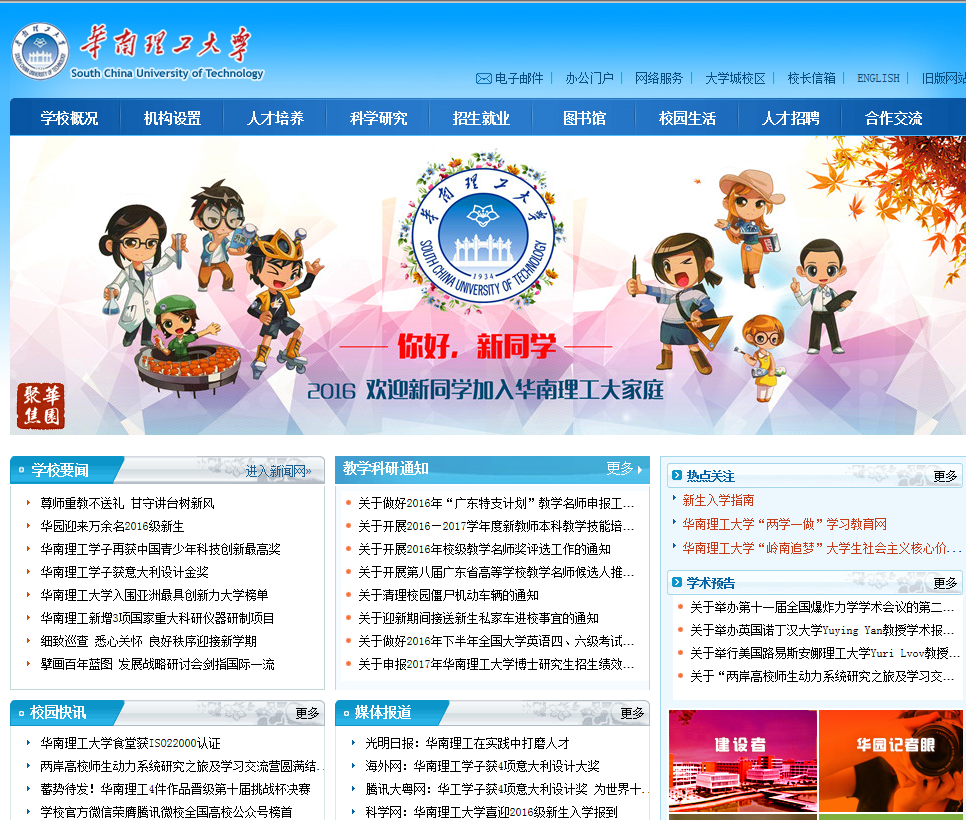 华南理工大学
South China University of Technology
电子邮件 | 办公门户 | 网络服务 | 大学城校区 | 校长信箱 | ENGLISH | 旧版网站
学校概况 机构设置 人才培养 科学研究 招生就业 图书馆 校园生活 人才招聘 合作交流
华南理工大学
1934
SOUTH CHINA UNIVERSITY OF TECHNOLOGY
你好，新同学
2016 欢迎新同学加入华南理工大家庭
聚焦华园
学校要闻 进入新闻网»
尊师重教不送礼 甘守讲台树新风
华园迎来万余名2016级新生
华南理工学子再获中国青少年科技创新最高奖
华南理工学子获意大利设计金奖
华南理工大学入围亚洲最具创新力大学榜单
华南理工新增3项国家重大科研仪器研制项目
细致巡查 悉心关怀 良好秩序迎接新学期
擘画百年蓝图 发展战略研讨会剑指国际一流
教学科研通知 更多
关于做好2016年“广东特支计划”教学名师申报工...
关于开展2016－2017学年度新教师本科教学技能培...
关于开展2016年校级教学名师奖评选工作的通知
关于开展第八届广东省高等学校教学名师候选人推...
关于清理校园僵尸机动车辆的通知
关于迎新期间接送新生私家车进校事宜的通知
关于做好2016年下半年全国大学英语四、六级考试...
关于申报2017年华南理工大学博士研究生招生绩效...
热点关注 更多
新生入学指南
华南理工大学“两学一做”学习教育网
华南理工大学“岭南追梦”大学生社会主义核心价...
学术预告 更多
关于举办第十一届全国爆炸力学学术会议的第二...
关于举办英国诺丁汉大学Yuying Yan教授学术报...
关于举行美国路易斯安娜理工大学Yuri Lvov教授...
关于“两岸高校师生动力系统研究之旅及学习交...
校园快讯 更多
华南理工大学食堂获ISO22000认证
两岸高校师生动力系统研究之旅及学习交流营圆满结...
蓄势待发！华南理工4件作品晋级第十届挑战杯决赛
学校官方微信荣膺腾讯微校全国高校公众号榜首
媒体报道 更多
光明日报：华南理工在实践中打磨人才
海外网：华南理工学子获4项意大利设计大奖
腾讯大粤网：华工学子获4项意大利设计奖 为世界十...
科学网：华南理工大学喜迎2016级新生入学报到
建设者
华园记者眼